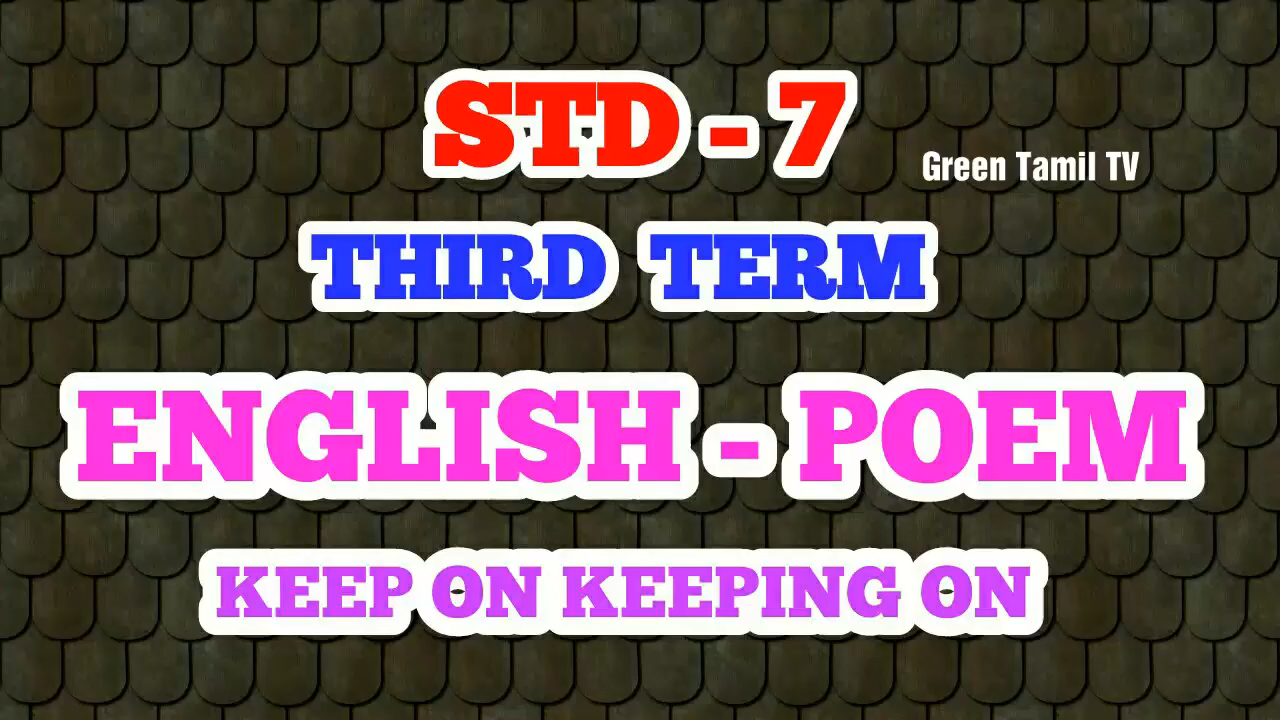 STD - 7
Green Tamil TV
THIRD TERM
ENGLISH - POEM
KEEP ON KEEPING ON